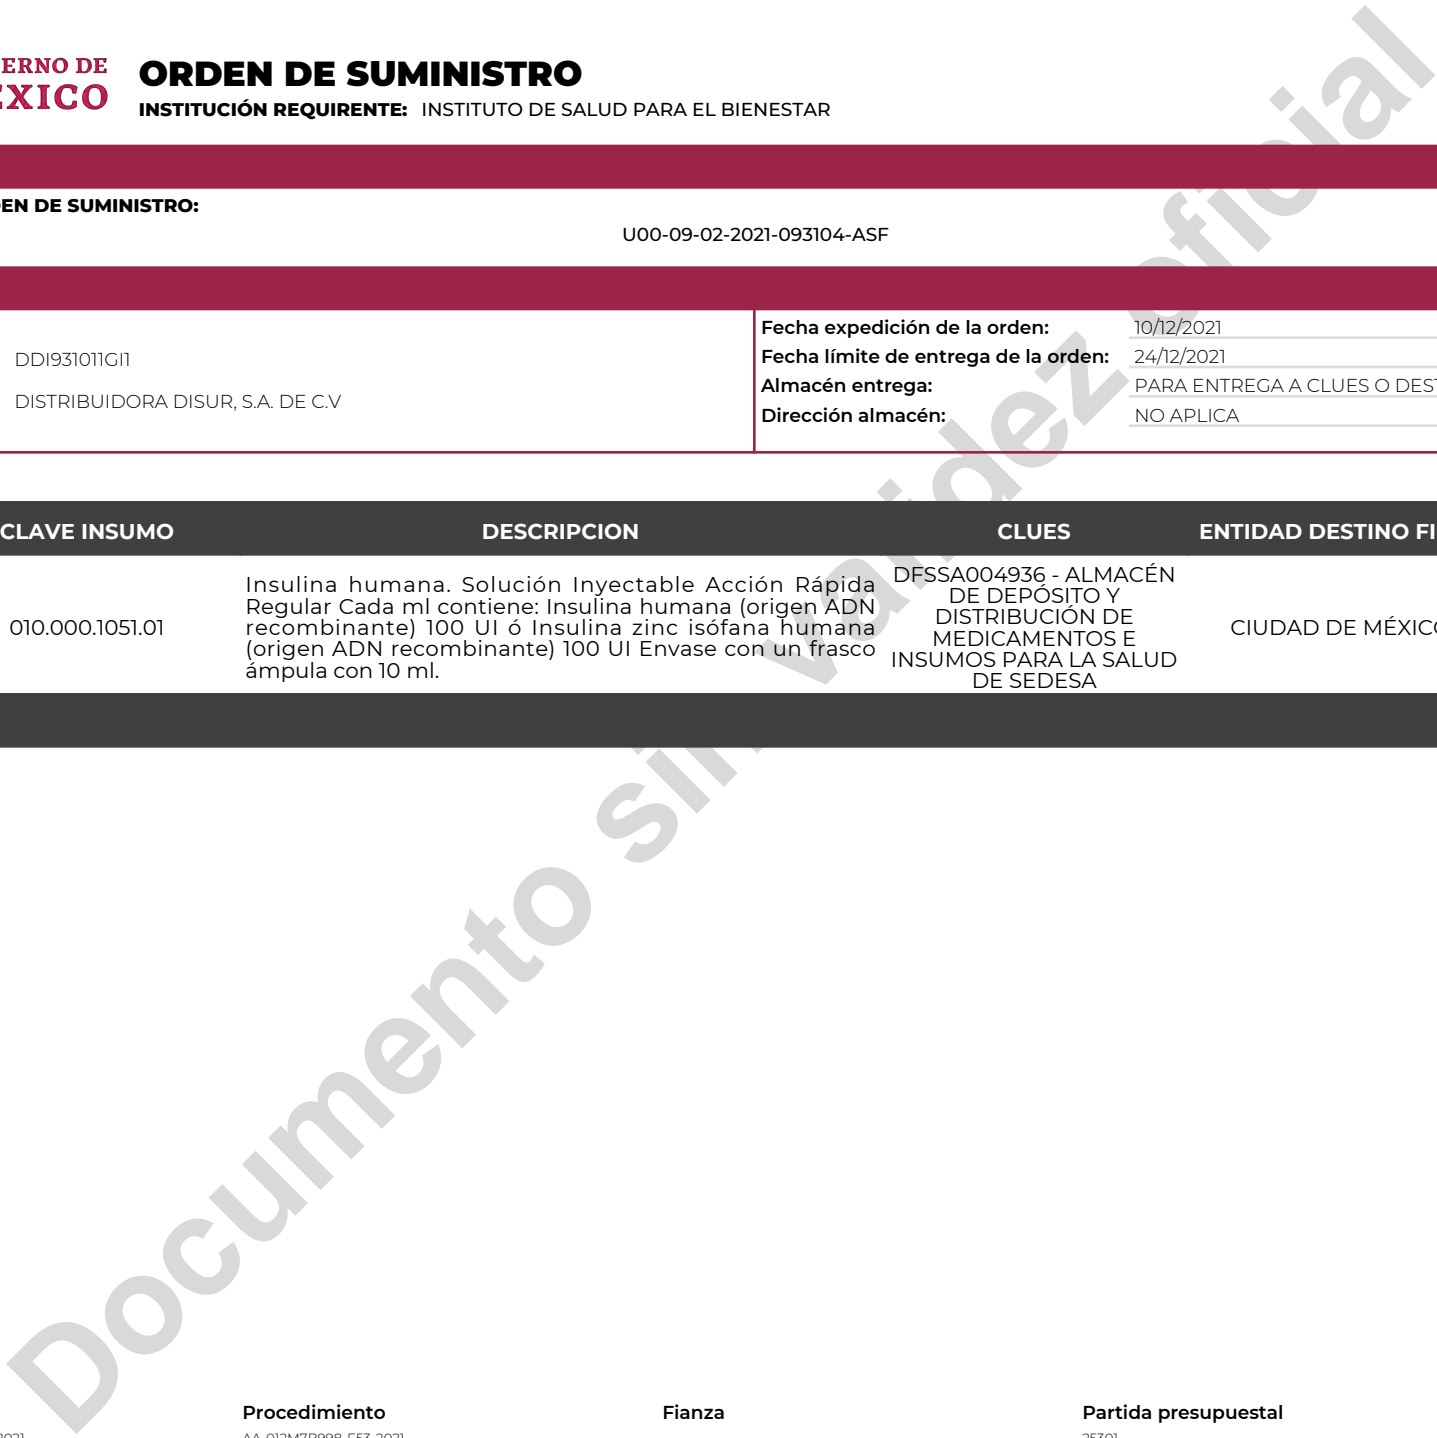 ERNO DE
ÉXICO
ORDEN DE SUMINISTRO
INSTITUCIÓN REQUIRENTE: INSTITUTO DE SALUD PARA EL BIENESTAR
EN DE SUMINISTRO:
U00-09-02-2021-093104-ASF
DDI931011GI1
DISTRIBUIDORA DISUR, S.A. DE C.V
Fecha expedición de la orden: 10/12/2021
Fecha límite de entrega de la orden: 24/12/2021
Almacén entrega: PARA ENTREGA A CLUES O DEST
Dirección almacén: NO APLICA
CLAVE INSUMO DESCRIPCION CLUES ENTIDAD DESTINO FI
010.000.1051.01
Insulina humana. Solución Inyectable Acción Rápida
Regular Cada ml contiene: Insulina humana (origen ADN
recombinante) 100 UI ó Insulina zinc isófana humana
(origen ADN recombinante) 100 UI Envase con un frasco
ámpula con 10 ml.
DFSSA004936 - ALMACÉN
DE DEPÓSITO Y
DISTRIBUCIÓN DE
MEDICAMENTOS E
INSUMOS PARA LA SALUD
DE SEDESA
CIUDAD DE MÉXICO
Documento sin validez oficial
Procedimiento Fianza Partida presupuestal